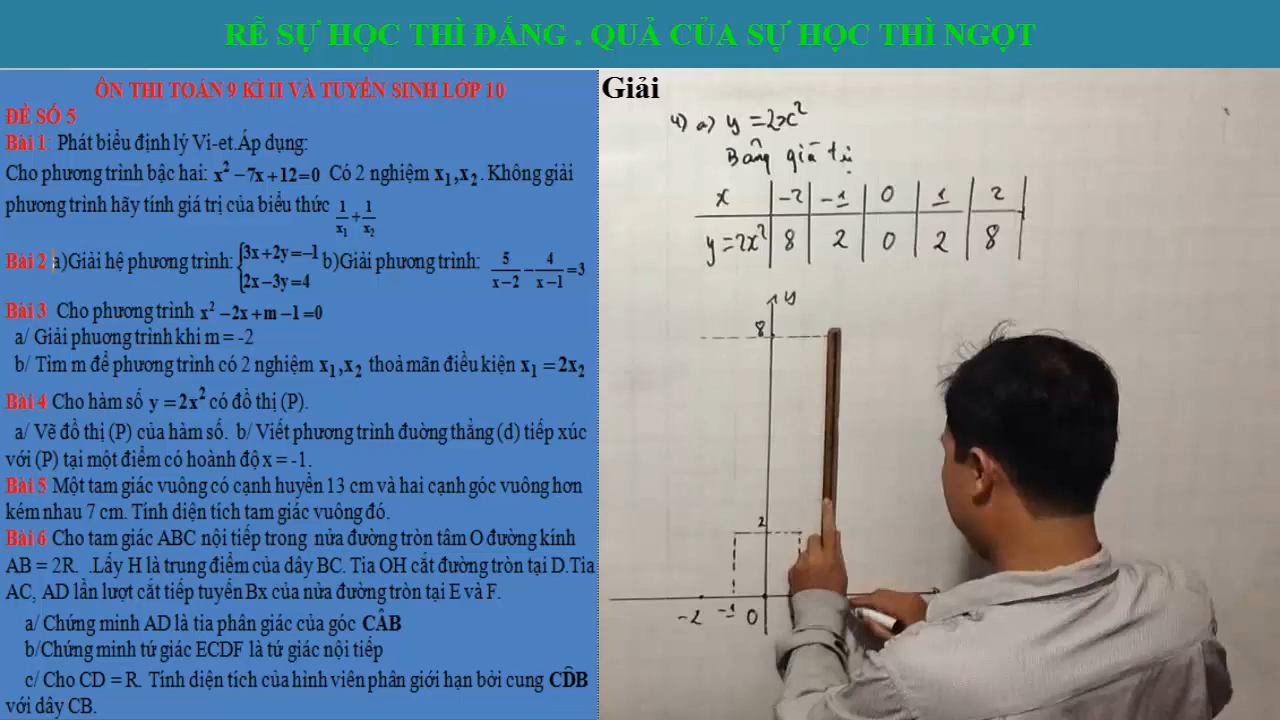 RỄ SỰ HỌC THÌ ĐẮNG . QUẢ CỦA SỰ HỌC THÌ NGỌT
ÔN THI TOÁN 9 KÌ II VÀ TUYỂN SINH LỚP 10
ĐỀ SỐ 5
Bài 1: Phát biểu định lý Vi-et.Áp dụng:
Cho phương trình bậc hai: x² −7x+12=0 Có 2 nghiệm x₁,x₂. Không giải
phương trình hãy tính giá trị của biểu thức 1/x₁ + 1/x₂
Bài 2 a)Giải hệ phương trình: {3x+2y=−1 2x−3y=4 b)Giải phương trình: 5/(x−2) − 4/(x−1) =3
Bài 3 Cho phương trình x² −2x+m−1=0
a/ Giải phuơng trình khi m = -2
b/ Tìm m để phương trình có 2 nghiệm x₁,x₂ thoả mãn điều kiện x₁ = 2x₂
Bài 4 Cho hàm số y = 2x² có đồ thị (P).
a/ Vẽ đồ thị (P) của hàm số. b/ Viết phương trình đuờng thẳng (d) tiếp xúc
với (P) tại một điểm có hoành độ x = -1.
Bài 5 Một tam giác vuông có cạnh huyền 13 cm và hai cạnh góc vuông hơn
kém nhau 7 cm. Tính diện tích tam giác vuông đó.
Bài 6 Cho tam giác ABC nội tiếp trong nửa đường tròn tâm O đường kính
AB = 2R. .Lấy H là trung điểm của dây BC. Tia OH cắt đường tròn tại D.Tia
AC, AD lần lượt cắt tiếp tuyến Bx của nửa đường tròn tại E và F.
a/ Chứng minh AD là tia phân giác của góc CÂB
b/Chứng minh tứ giác ECDF là tứ giác nội tiếp
c/ Cho CD = R. Tính diện tích của hình viên phân giới hạn bởi cung CD̂B
với dây CB.
Giải
4) a) y = 2x²
Bảng giá trị
x -2 -1 0 1 2
y = 2x² 8 2 0 2 8
y
8
2
-2 -1 0